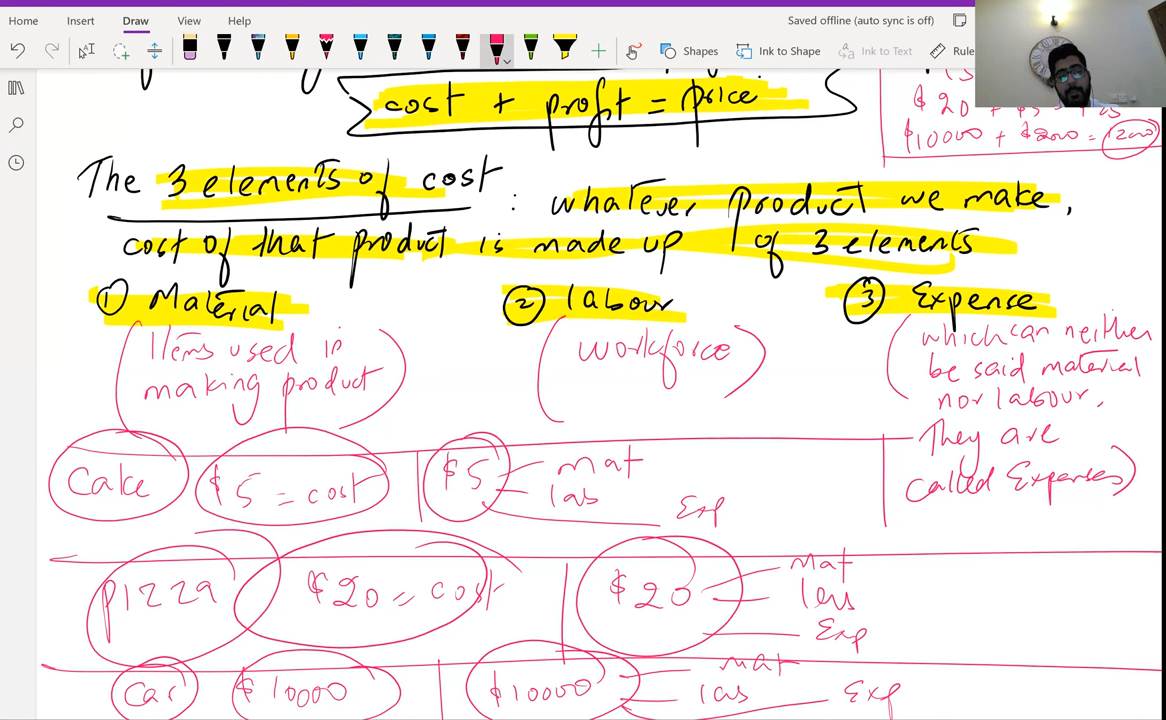 Home Insert Draw View Help Saved offline (auto sync is off)
Shapes Ink to Shape Ink to Text Rule
cost + profit = price
$20 +
$10000 + $2000 =
The 3 elements of cost : whatever product we make,
cost of that product is made up of 3 elements
① Material ② labour ③ Expense
(Items used in making product)
(workforce)
(which can neither
be said material
nor labour,
They are
called Expenses)
Cake $5 = cost $5 mat
lab
Exp
pizza $20 = cost $20 mat
lab
Exp
Car $10000 $10000 mat
lab Exp